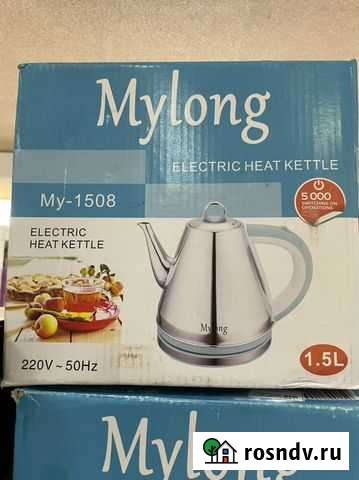 Mylong
ELECTRIC HEAT KETTLE
My-1508
5 000
SWITCHING ON
OPERATIONS
ELECTRIC
HEAT KETTLE
Mylong
220V ~ 50Hz
1.5L
Mylong
rosndv.ru